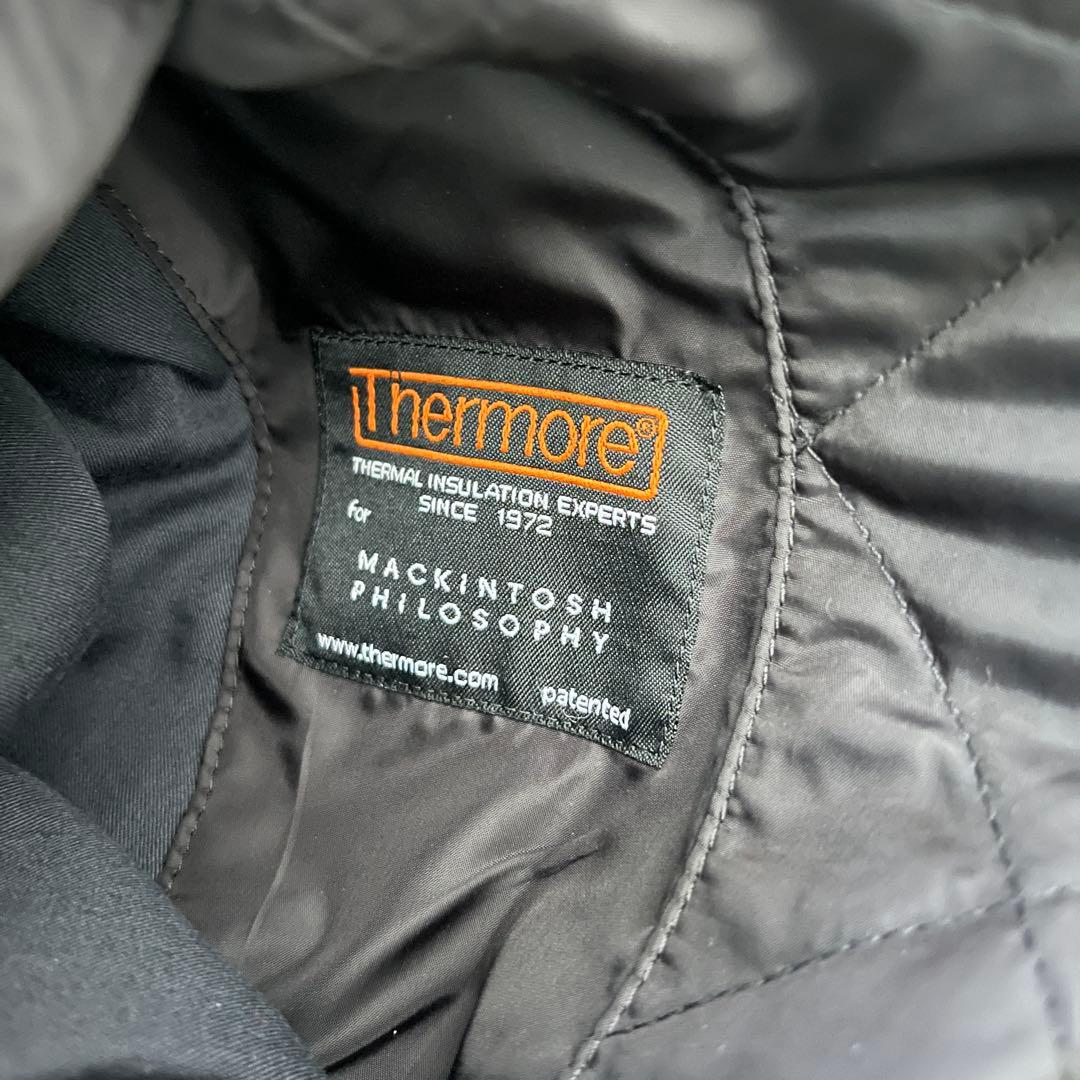 Thermore®
THERMAL INSULATION EXPERTS
SINCE 1972
for
MACKINTOSH
PHILOSOPHY
www.thermore.com patented